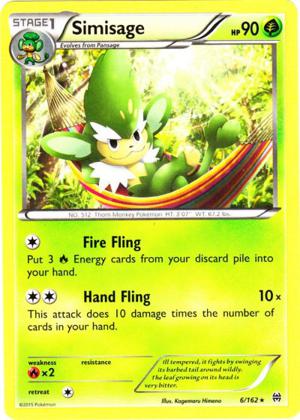 STAGE1 Simisage HP90
Evolves from Pansage
NO. 512 Thorn Monkey Pokémon HT. 3'07" WT. 67.2 lbs.
Fire Fling
Put 3 Energy cards from your discard pile into
your hand.
Hand Fling 10×
This attack does 10 damage times the number of
cards in your hand.
weakness resistance
×2
retreat
Ill tempered, it fights by swinging
its barbed tail around wildly.
The leaf growing on its head is
very bitter.
©2015 Pokémon Illus. Kagemaru Himeno 6/162 ★